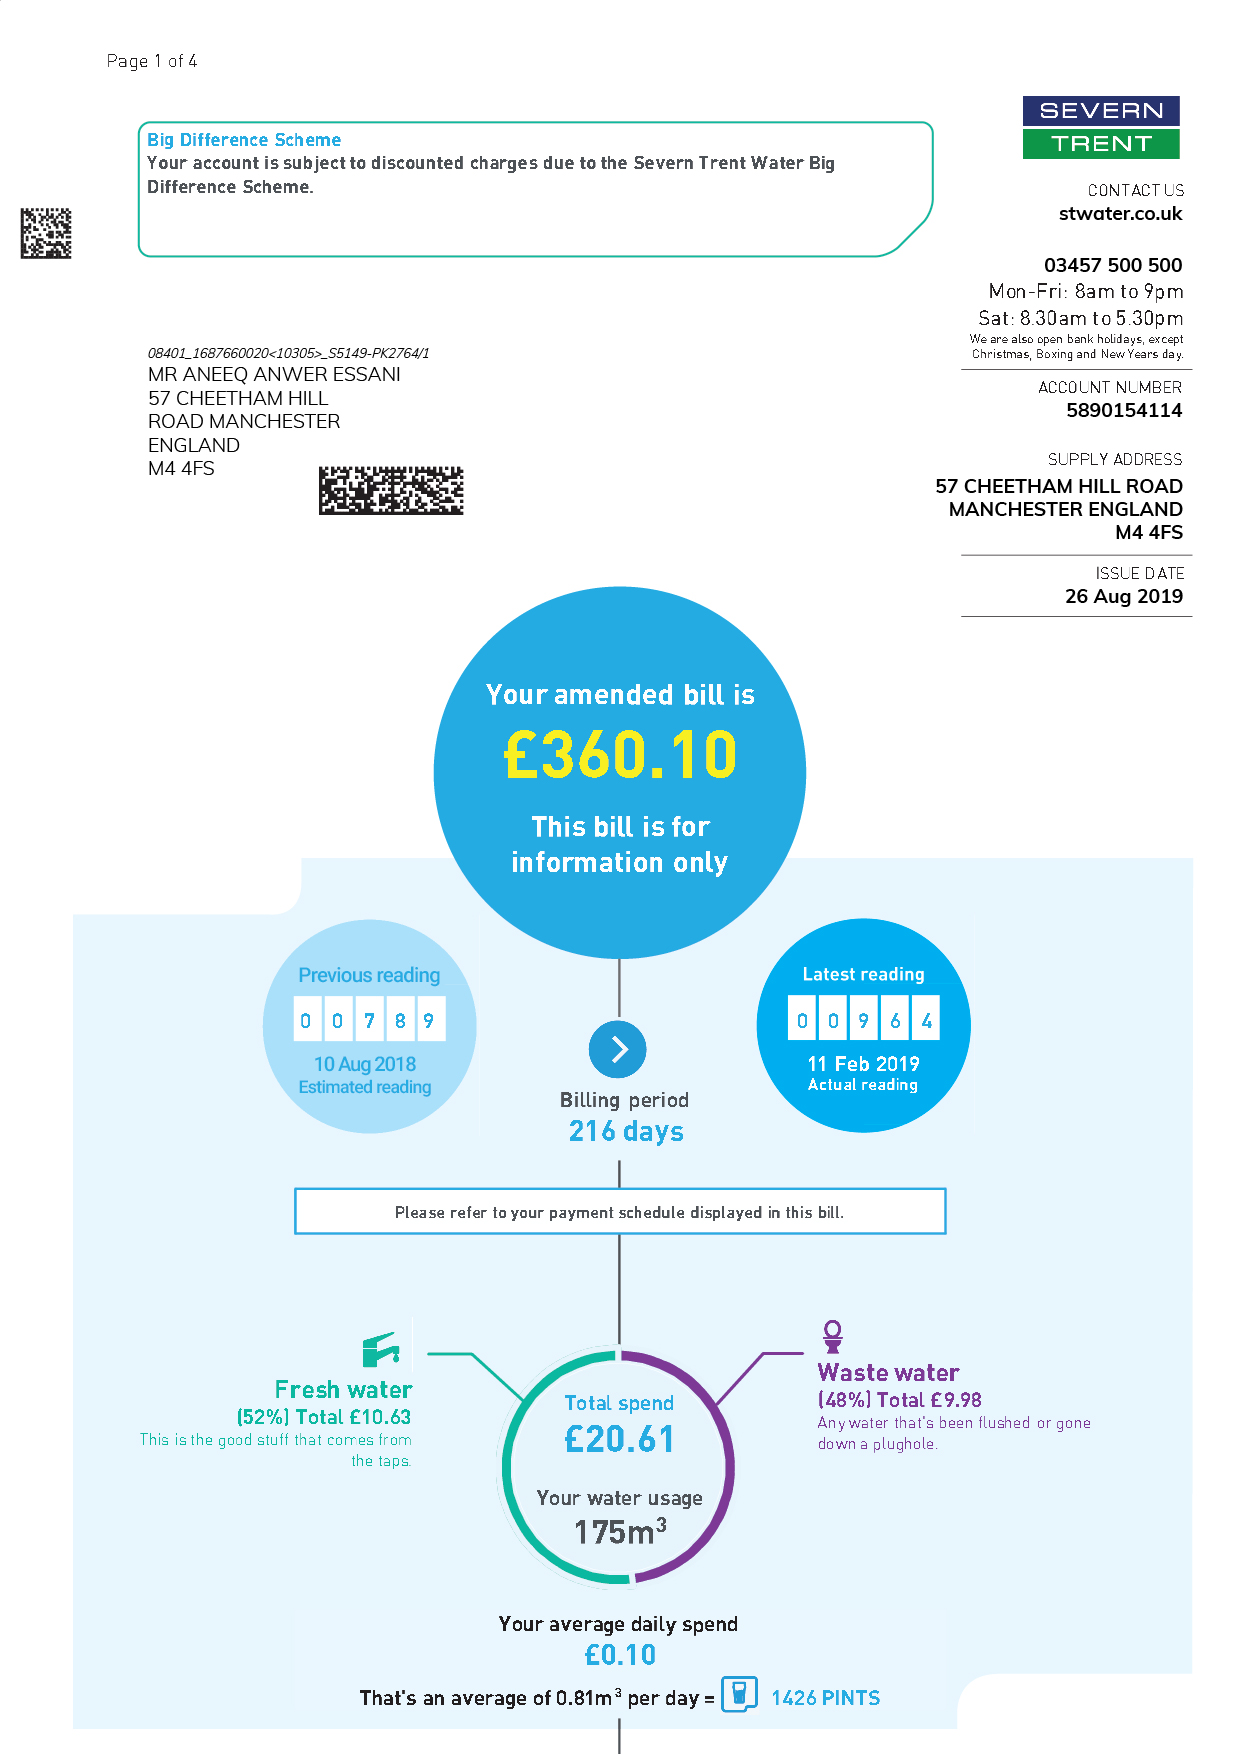 Page 1 of 4
SEVERN
TRENT
Big Difference Scheme
Your account is subject to discounted charges due to the Severn Trent Water Big
Difference Scheme.
CONTACT US
stwater.co.uk
03457 500 500
Mon-Fri: 8am to 9pm
Sat: 8.30am to 5.30pm
We are also open bank holidays, except
Christmas, Boxing and New Years day.
08401_1687660020<10305>_S5149-PK2764/1
MR ANEEQ ANWER ESSANI
57 CHEETHAM HILL
ROAD MANCHESTER
ENGLAND
M4 4FS
ACCOUNT NUMBER
5890154114
SUPPLY ADDRESS
57 CHEETHAM HILL ROAD
MANCHESTER ENGLAND
M4 4FS
ISSUE DATE
26 Aug 2019
Your amended bill is
£360.10
This bill is for
information only
Previous reading
0 0 7 8 9
10 Aug 2018
Estimated reading
Latest reading
0 0 9 6 4
11 Feb 2019
Actual reading
Billing period
216 days
Please refer to your payment schedule displayed in this bill.
Fresh water
(52%) Total £10.63
This is the good stuff that comes from
the taps.
Total spend
£20.61
Your water usage
175m³
Waste water
(48%) Total £9.98
Any water that's been flushed or gone
down a plughole.
Your average daily spend
£0.10
That's an average of 0.81m³ per day = 1426 PINTS